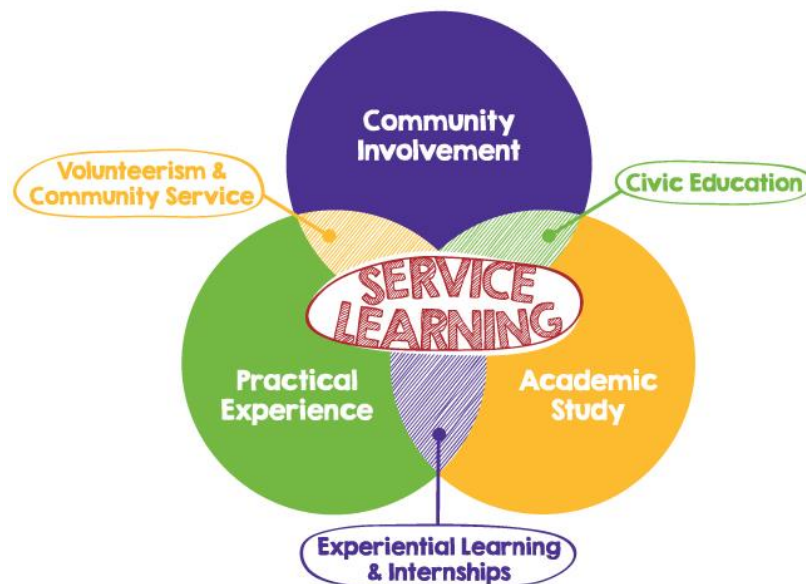 Community
Involvement
Volunteerism &
Community Service
Civic Education
SERVICE
LEARNING
Practical
Experience
Academic
Study
Experiential Learning
& Internships